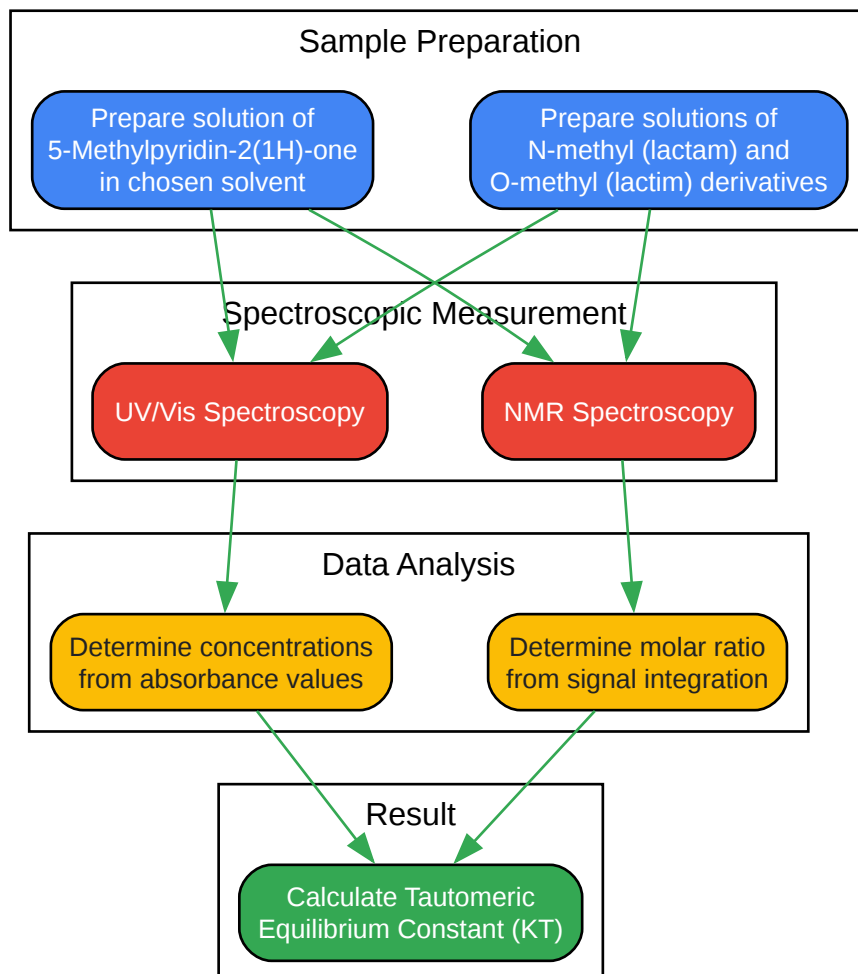 Sample Preparation
Prepare solution of
5-Methylpyridin-2(1H)-one
in chosen solvent
Prepare solutions of
N-methyl (lactam) and
O-methyl (lactim) derivatives
Spectroscopic Measurement
UV/Vis Spectroscopy
NMR Spectroscopy
Data Analysis
Determine concentrations
from absorbance values
Determine molar ratio
from signal integration
Result
Calculate Tautomeric
Equilibrium Constant (KT)